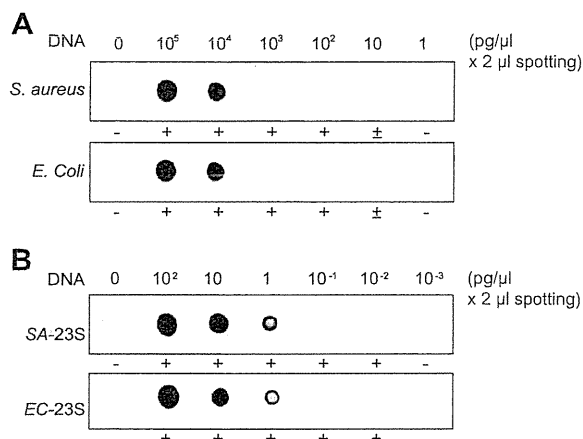 A
DNA 0 10⁵ 10⁴ 10³ 10² 10 1 (pg/µl
x 2 µl spotting)
S. aureus
- + + + + ± -
E. Coli
- + + + + ± -
B
DNA 0 10² 10 1 10⁻¹ 10⁻² 10⁻³ (pg/µl
x 2 µl spotting)
SA-23S
- + + + + + -
EC-23S
+ + + + +